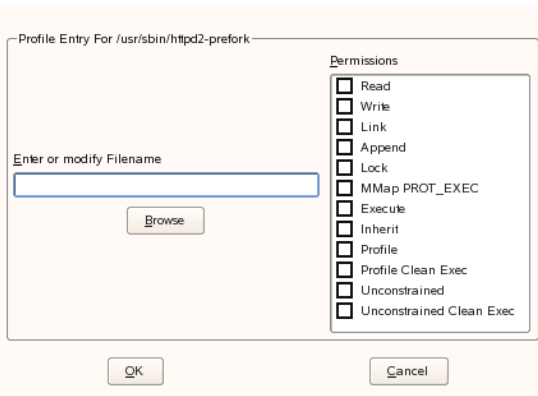 Profile Entry For /usr/sbin/httpd2-prefork
Permissions
Read
Write
Link
Append
Lock
MMap PROT_EXEC
Execute
Inherit
Profile
Profile Clean Exec
Unconstrained
Unconstrained Clean Exec
Enter or modify Filename
Browse
OK
Cancel